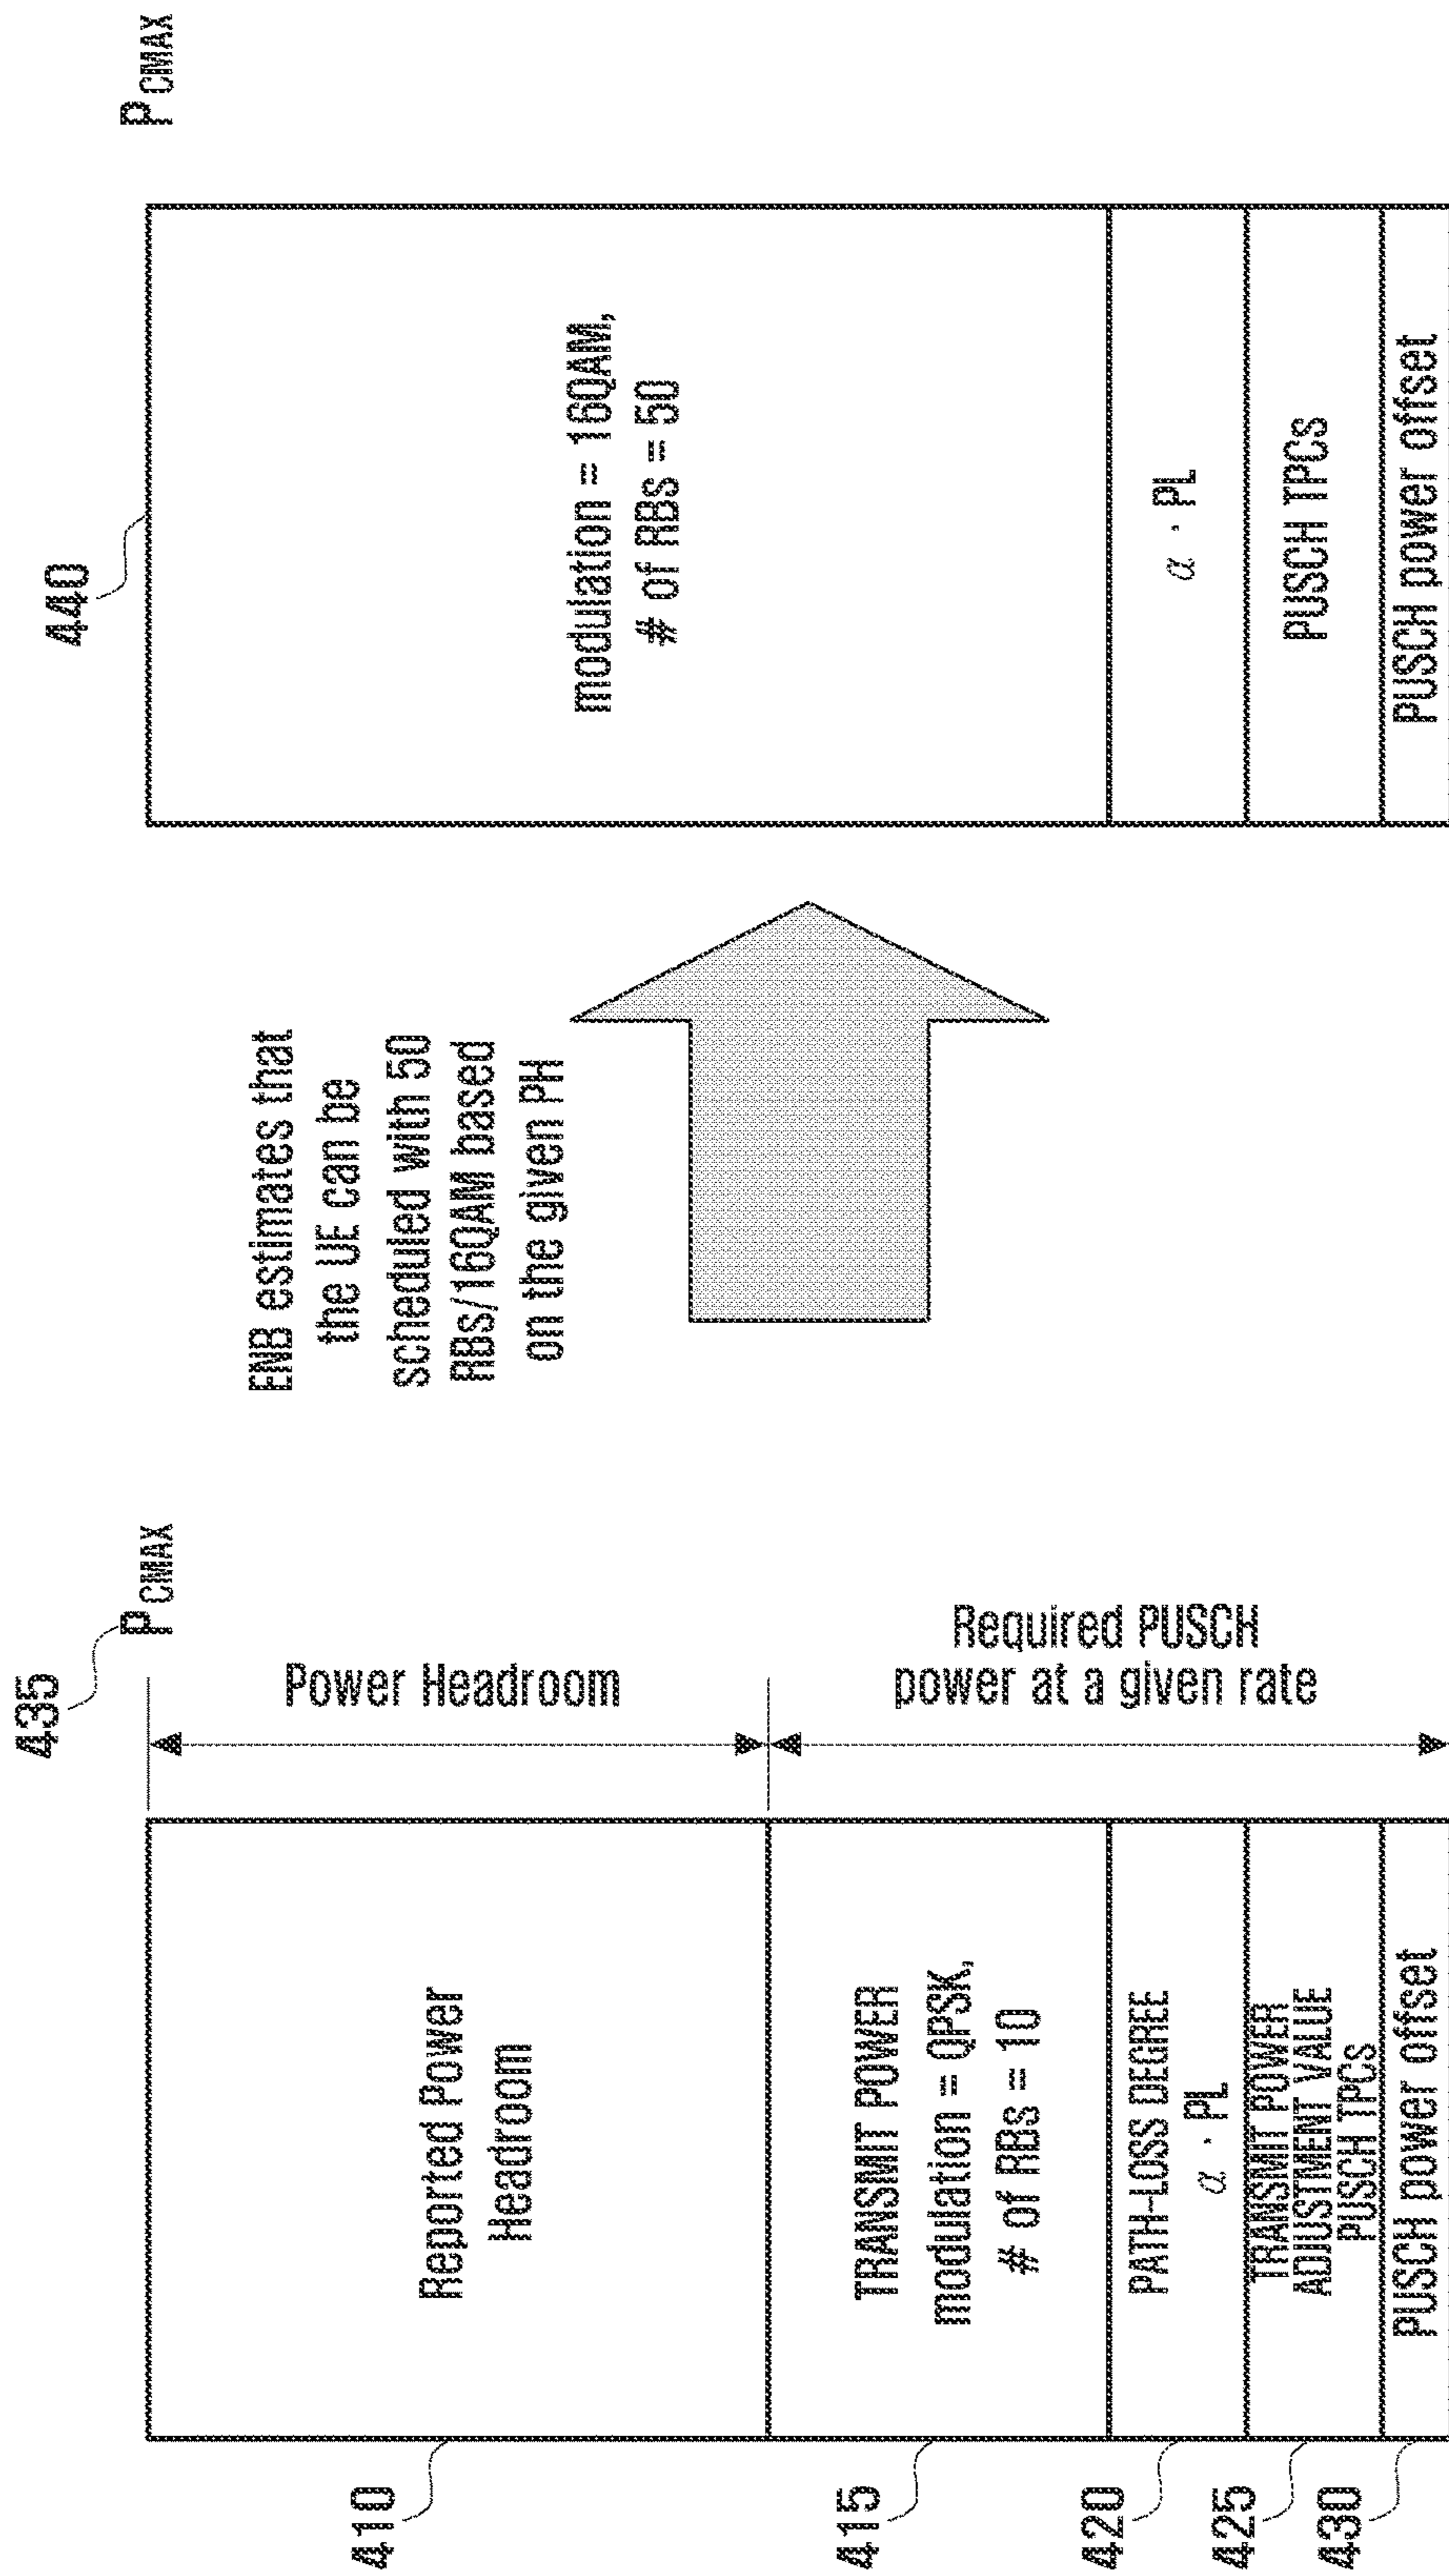 435
P CMAX
410
Reported Power
Headroom
Power Headroom
415
TRANSMIT POWER
modulation = QPSK,
# of RBs = 10
Required PUSCH
power at a given rate
420
PATH-LOSS DEGREE
α · PL
425
TRANSMIT POWER
ADJUSTMENT VALUE
PUSCH TPCs
430
PUSCH power offset
ENB estimates that
the UE can be
scheduled with 50
RBs/16QAM based
on the given PH
440
P CMAX
modulation = 16QAM,
# of RBs = 50
α · PL
PUSCH TPCs
PUSCH power offset